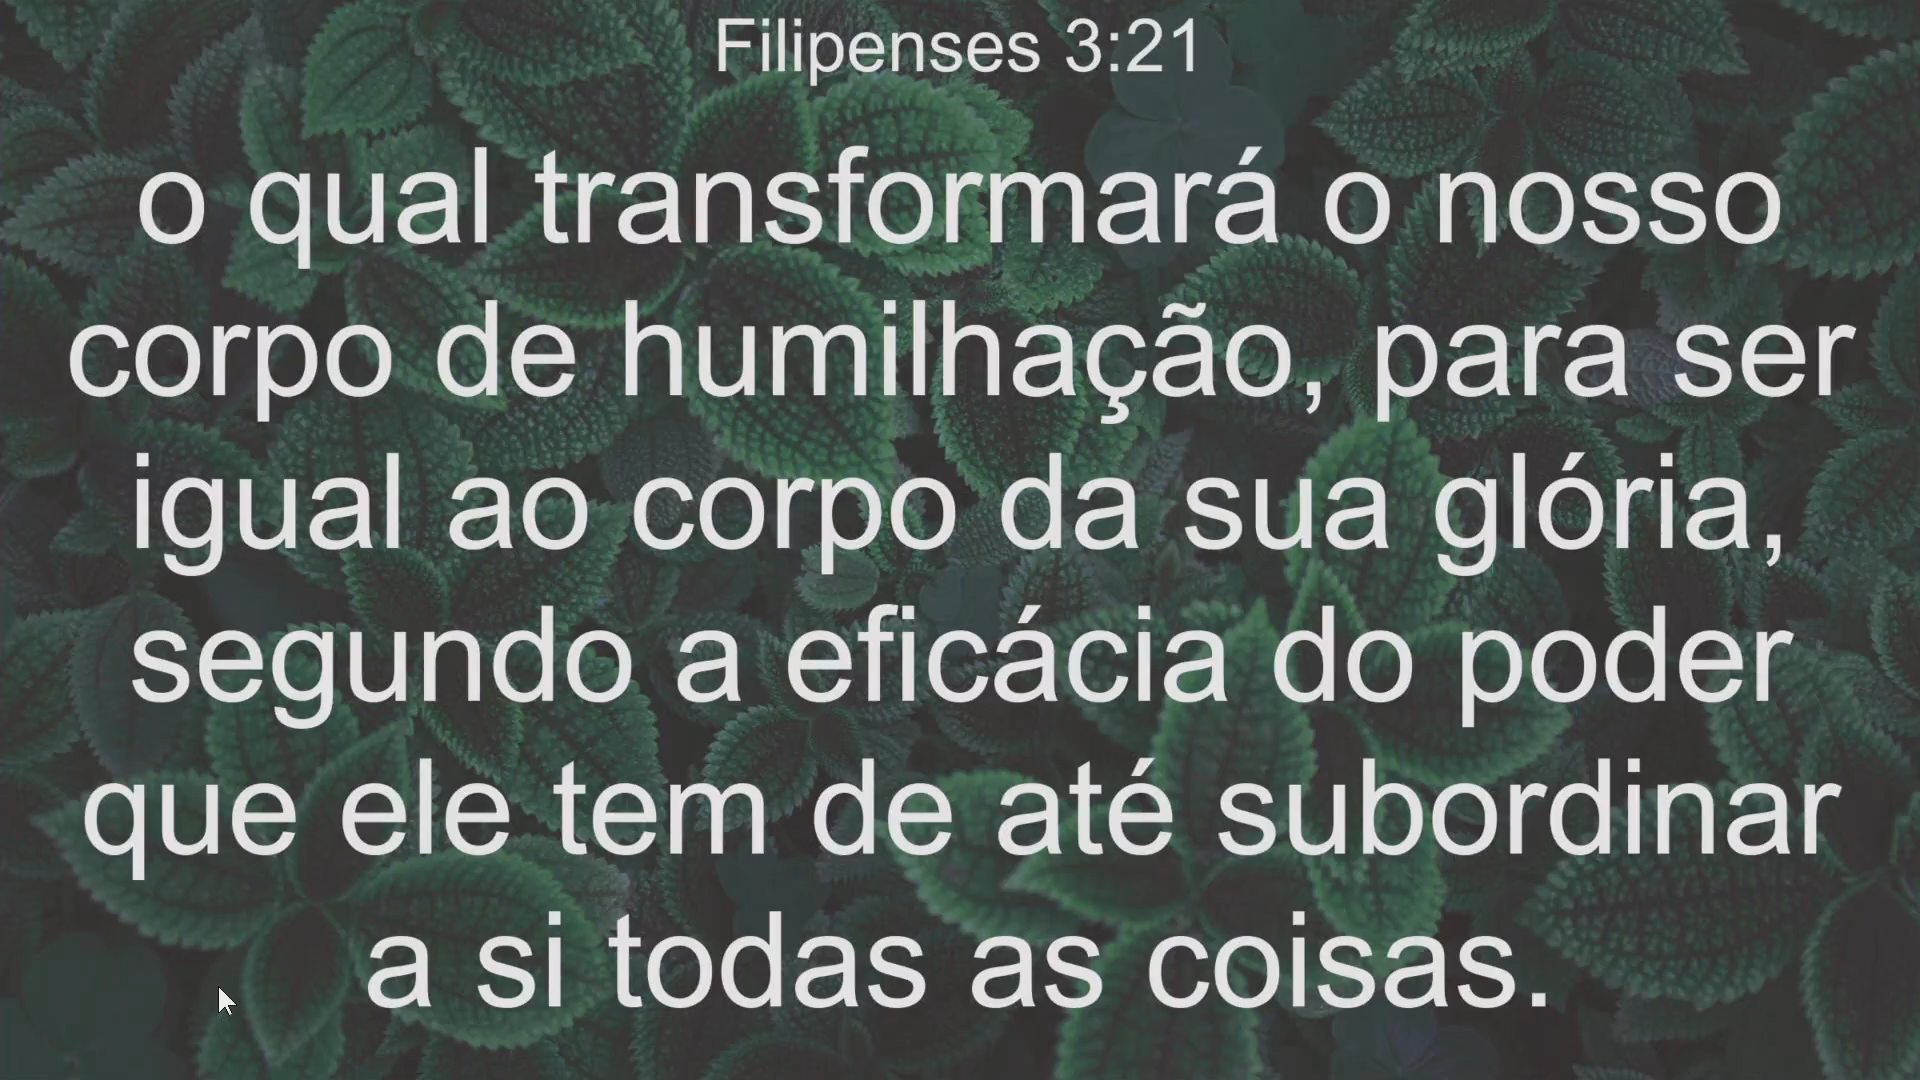 Filipenses 3:21
o qual transformará o nosso
corpo de humilhação, para ser
igual ao corpo da sua glória,
segundo a eficácia do poder
que ele tem de até subordinar
a si todas as coisas.